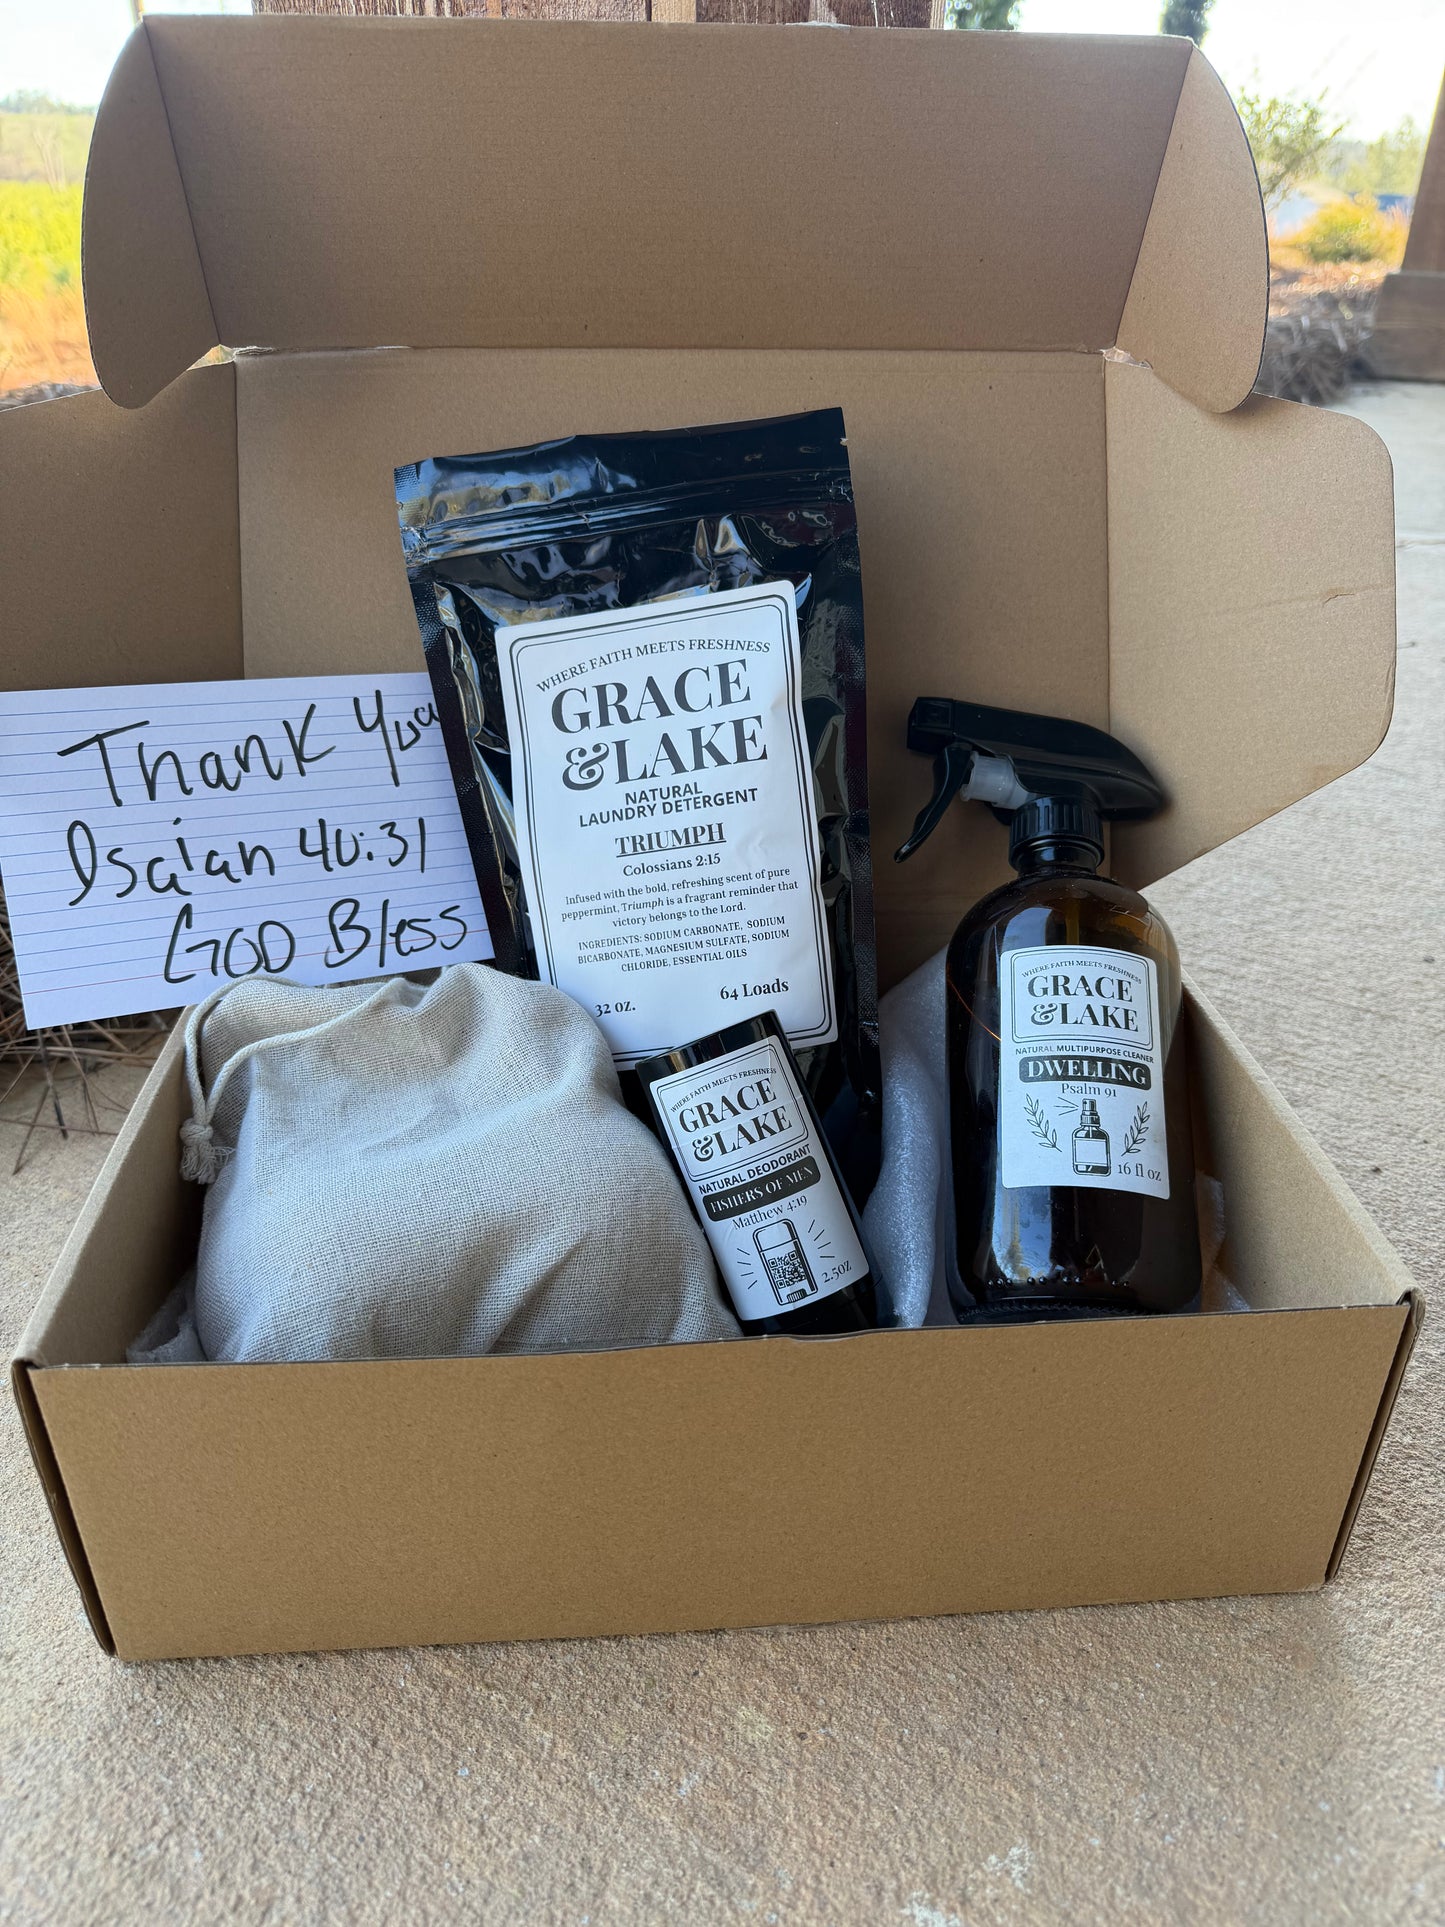 Thank You
Isaiah 40:31
GOD Bless
WHERE FAITH MEETS FRESHNESS
GRACE
&LAKE
NATURAL
LAUNDRY DETERGENT
TRIUMPH
Colossians 2:15
Infused with the bold, refreshing scent of pure
peppermint, Triumph is a fragrant reminder that
victory belongs to the Lord.
INGREDIENTS: SODIUM CARBONATE, SODIUM
BICARBONATE, MAGNESIUM SULFATE, SODIUM
CHLORIDE, ESSENTIAL OILS
32 oz. 64 Loads
WHERE FAITH MEETS FRESHNESS
GRACE
&LAKE
NATURAL DEODORANT
FISHERS OF MEN
Matthew 4:19
2.5oz
WHERE FAITH MEETS FRESHNESS
GRACE
&LAKE
NATURAL MULTIPURPOSE CLEANER
DWELLING
Psalm 91
16 fl oz